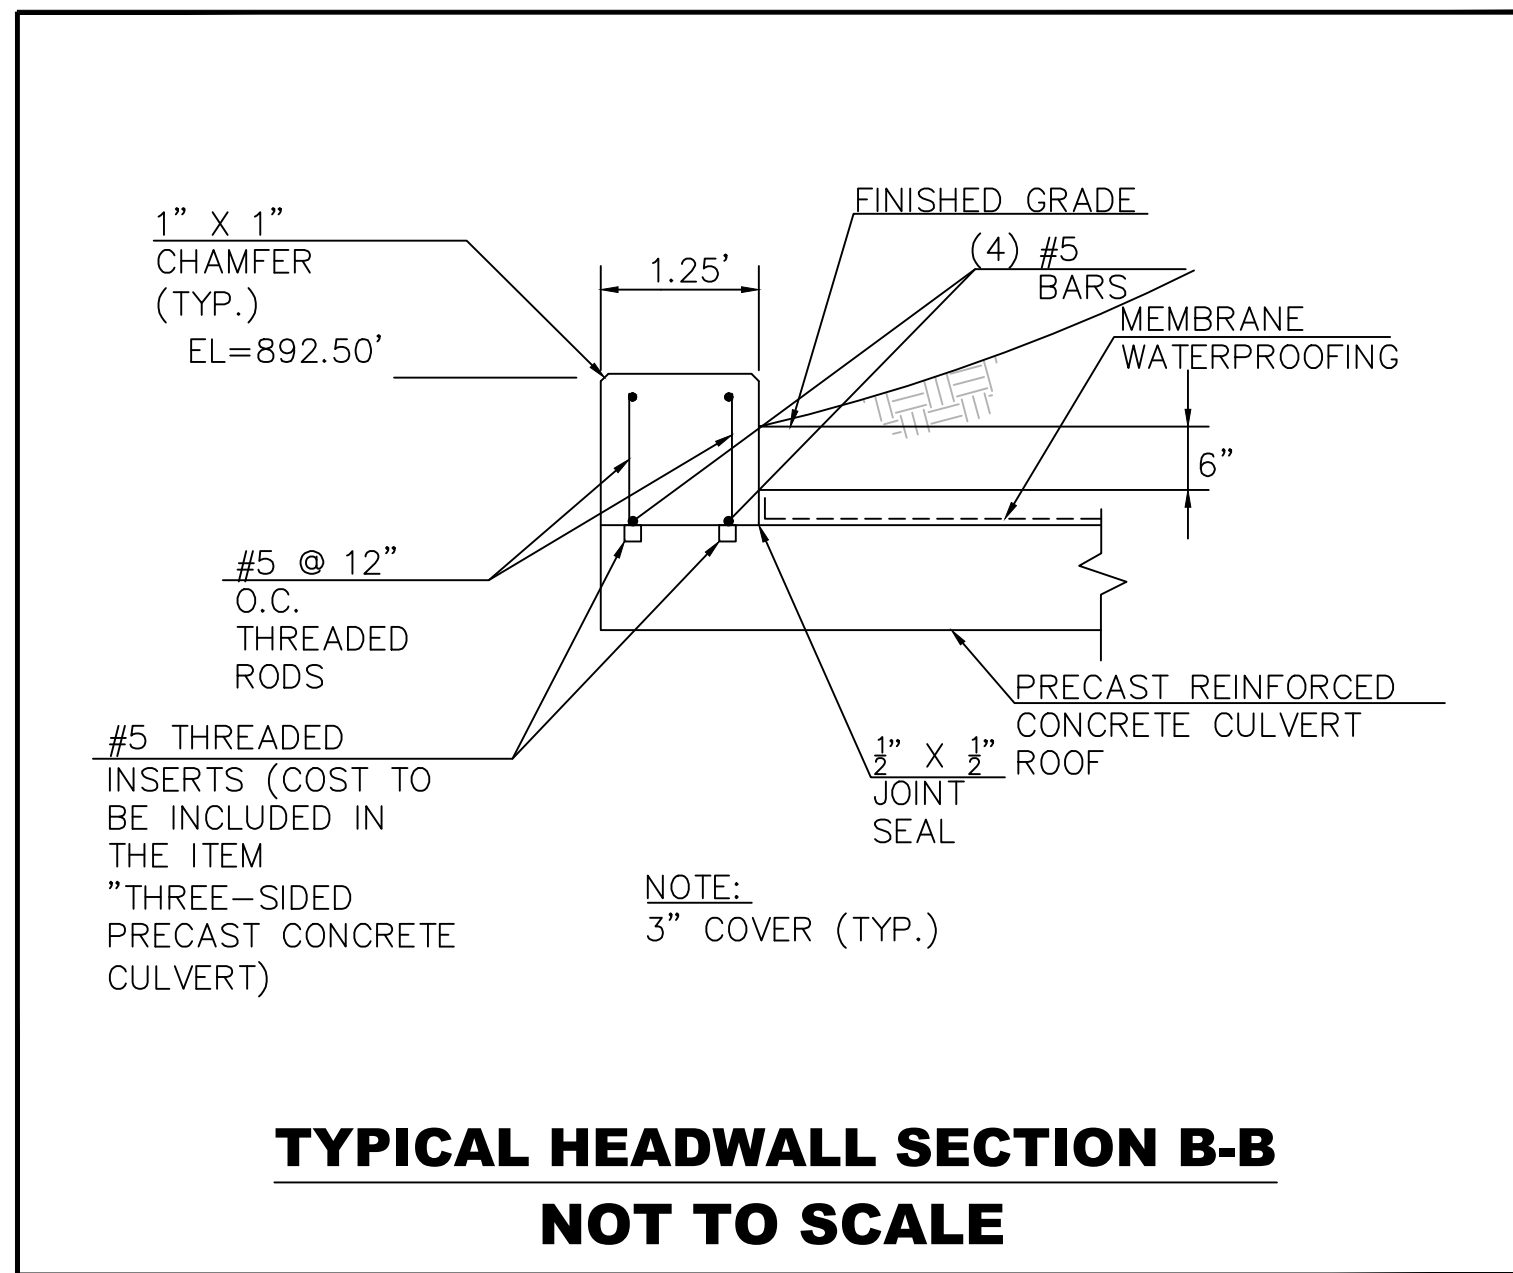 1” X 1”
CHAMFER
(TYP.)
EL=892.50’
1.25’
FINISHED GRADE
(4) #5
BARS
MEMBRANE
WATERPROOFING
6”
#5 @ 12”
O.C.
THREADED
RODS
#5 THREADED
INSERTS (COST TO
BE INCLUDED IN
THE ITEM
”THREE-SIDED
PRECAST CONCRETE
CULVERT)
PRECAST REINFORCED
CONCRETE CULVERT
ROOF
1/2” X 1/2”
JOINT
SEAL
NOTE:
3” COVER (TYP.)
TYPICAL HEADWALL SECTION B-B
NOT TO SCALE